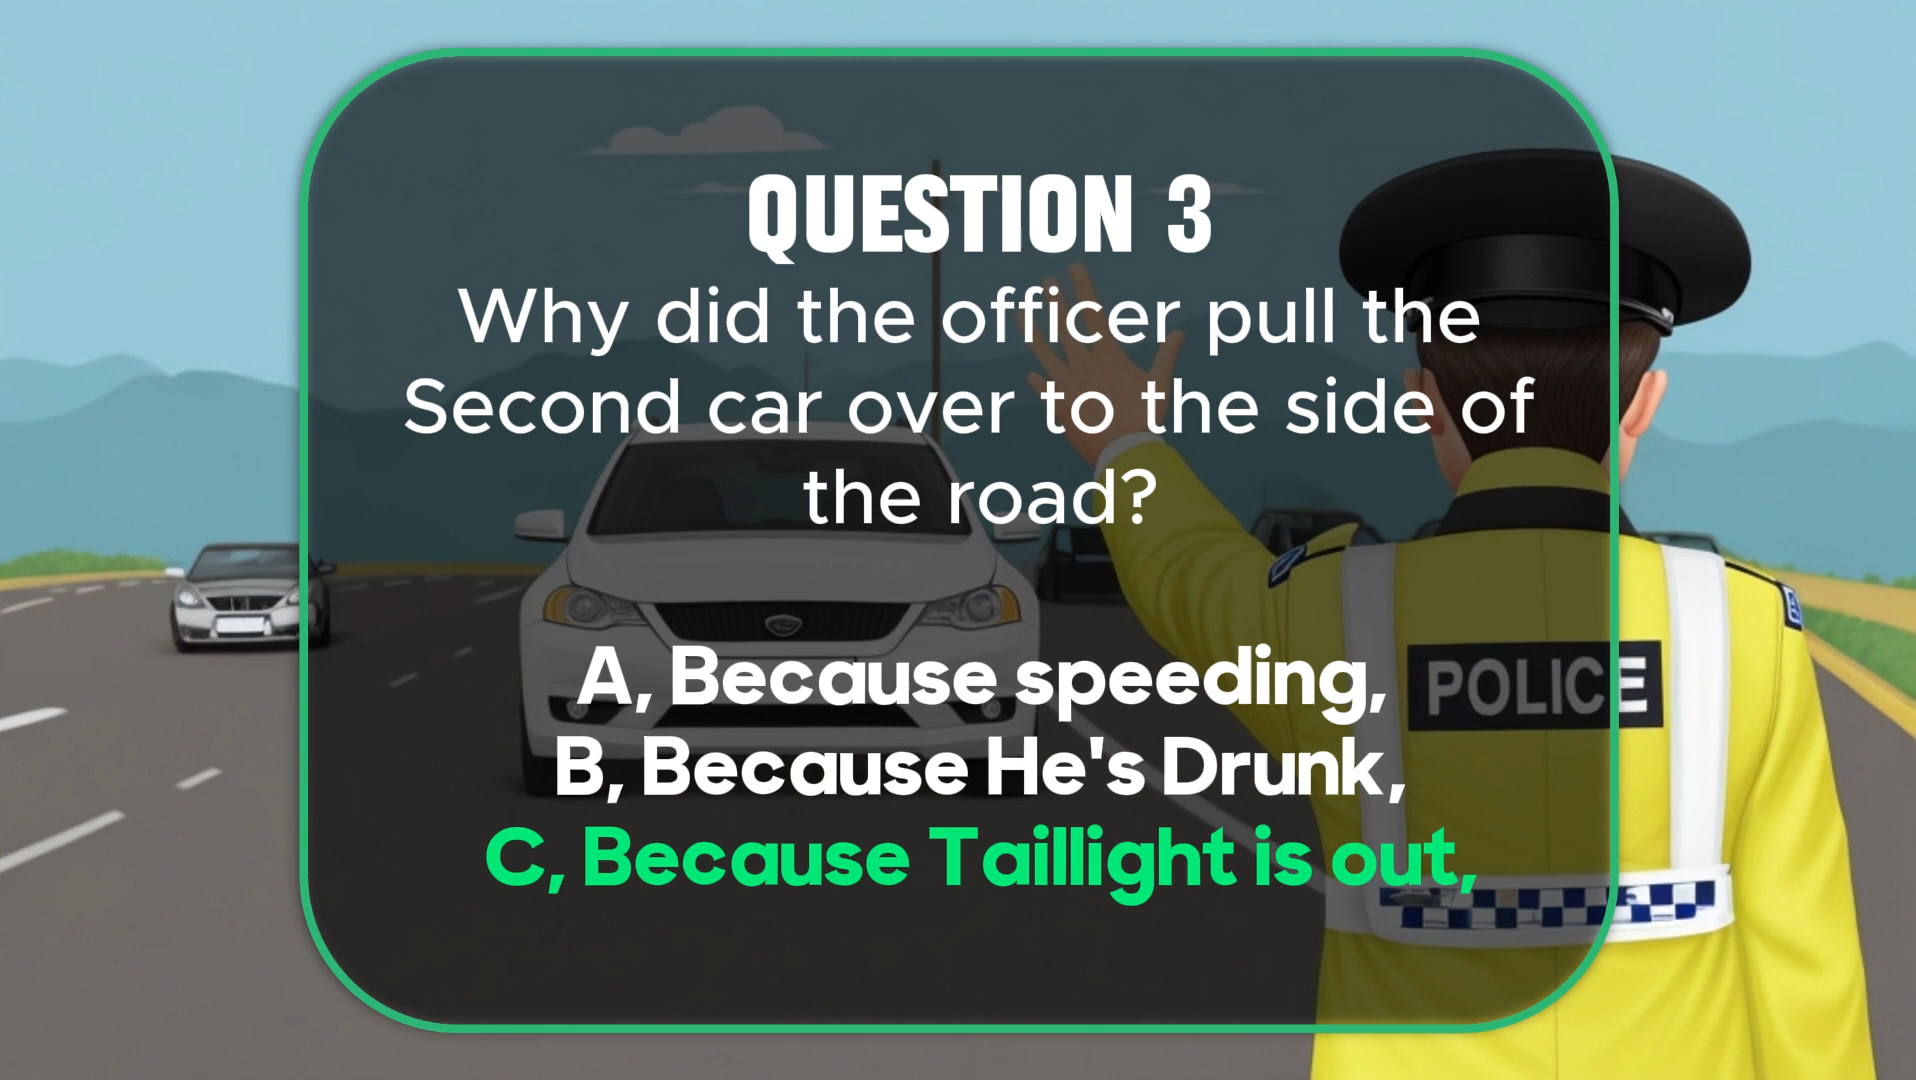 QUESTION 3
Why did the officer pull the
Second car over to the side of
the road?
A, Because speeding,
B, Because He's Drunk,
C, Because Taillight is out,
POLICE